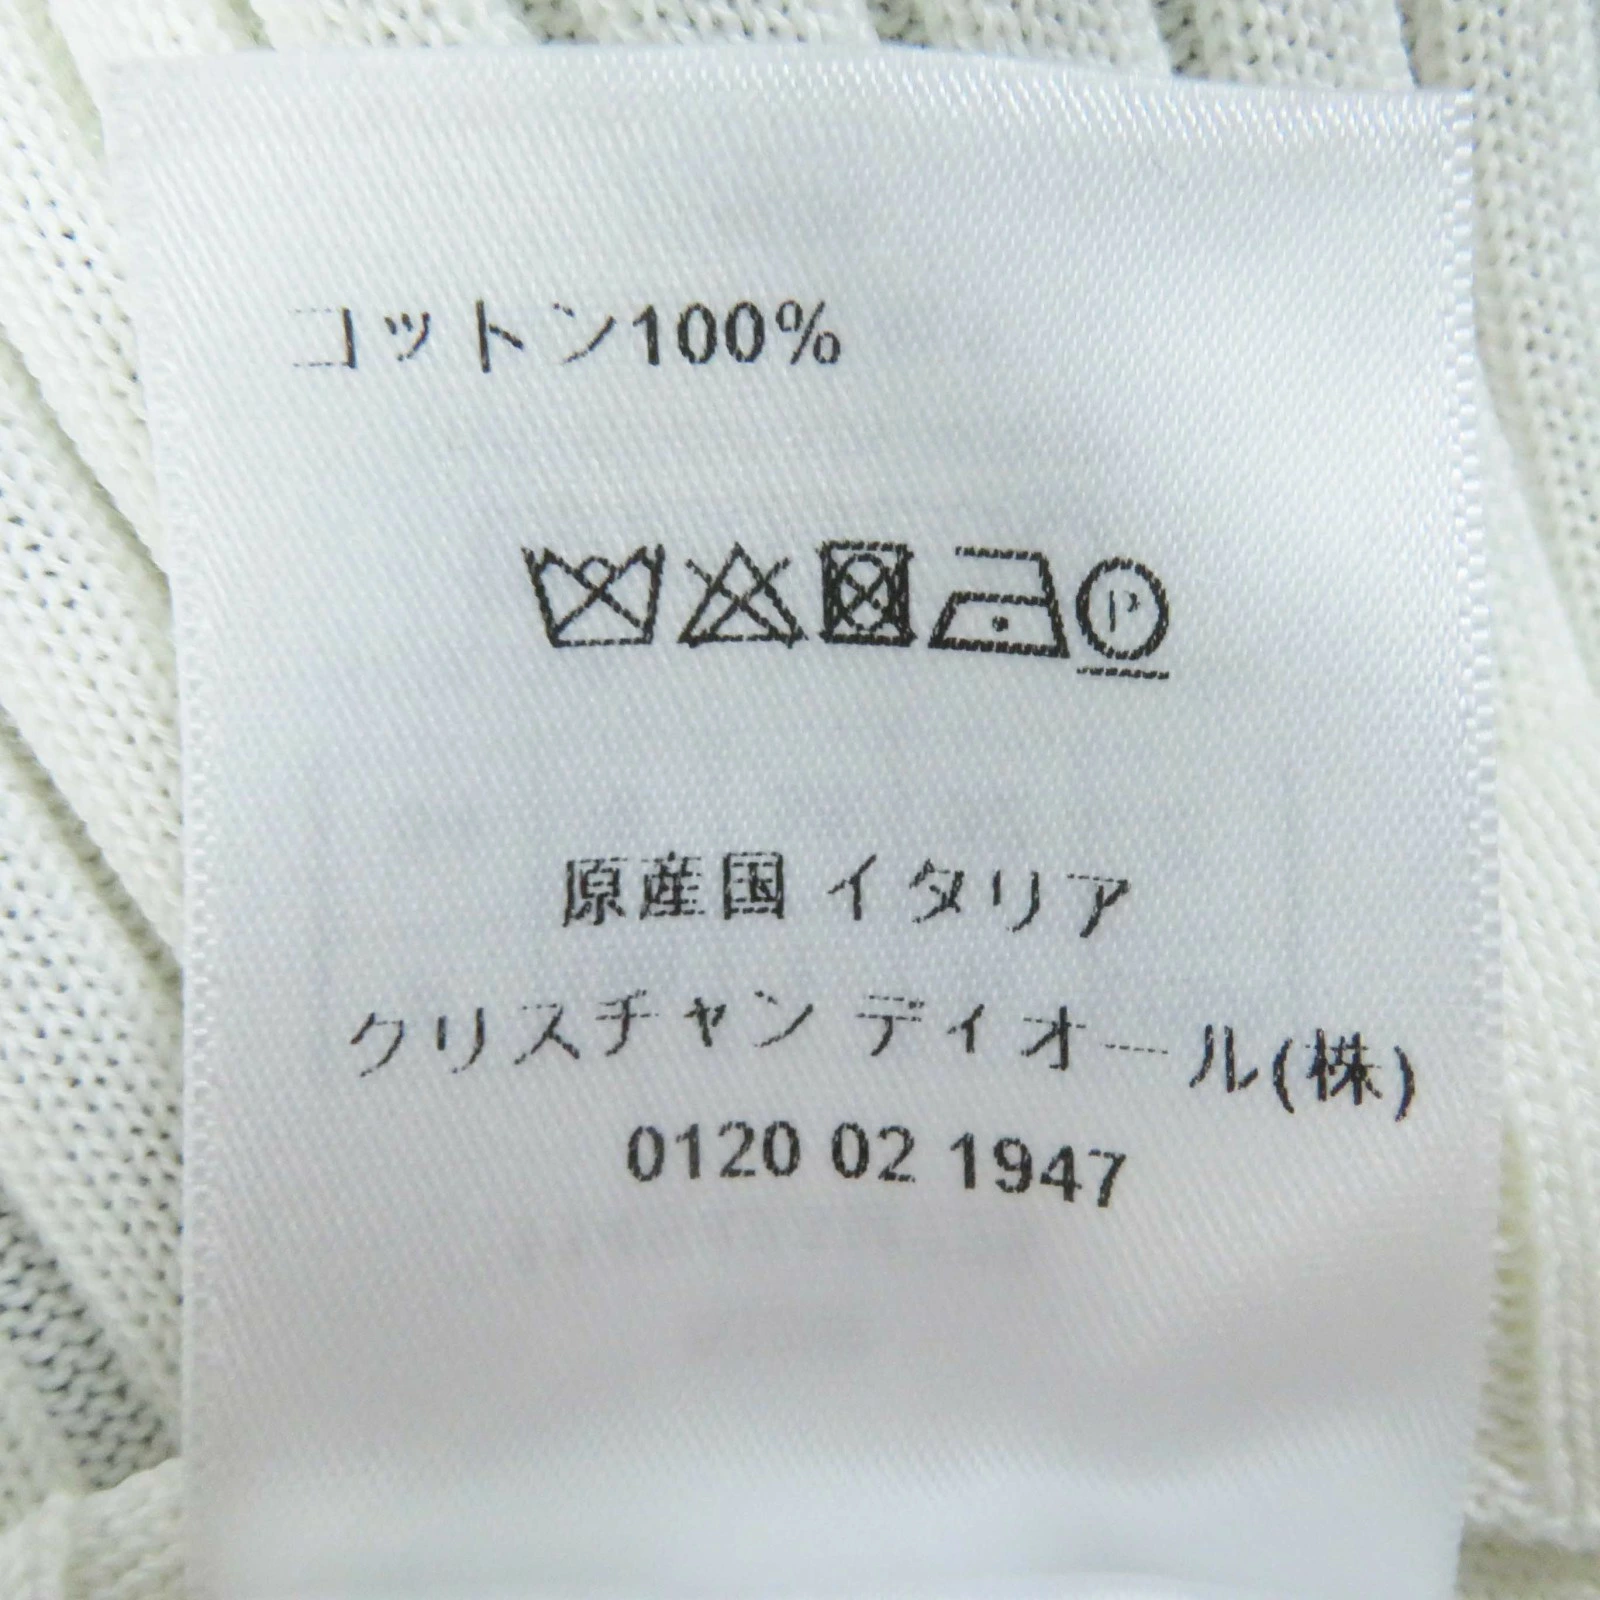 コットン100%
P
原産国 イタリア
クリスチャン ディオール(株)
0120 02 1947